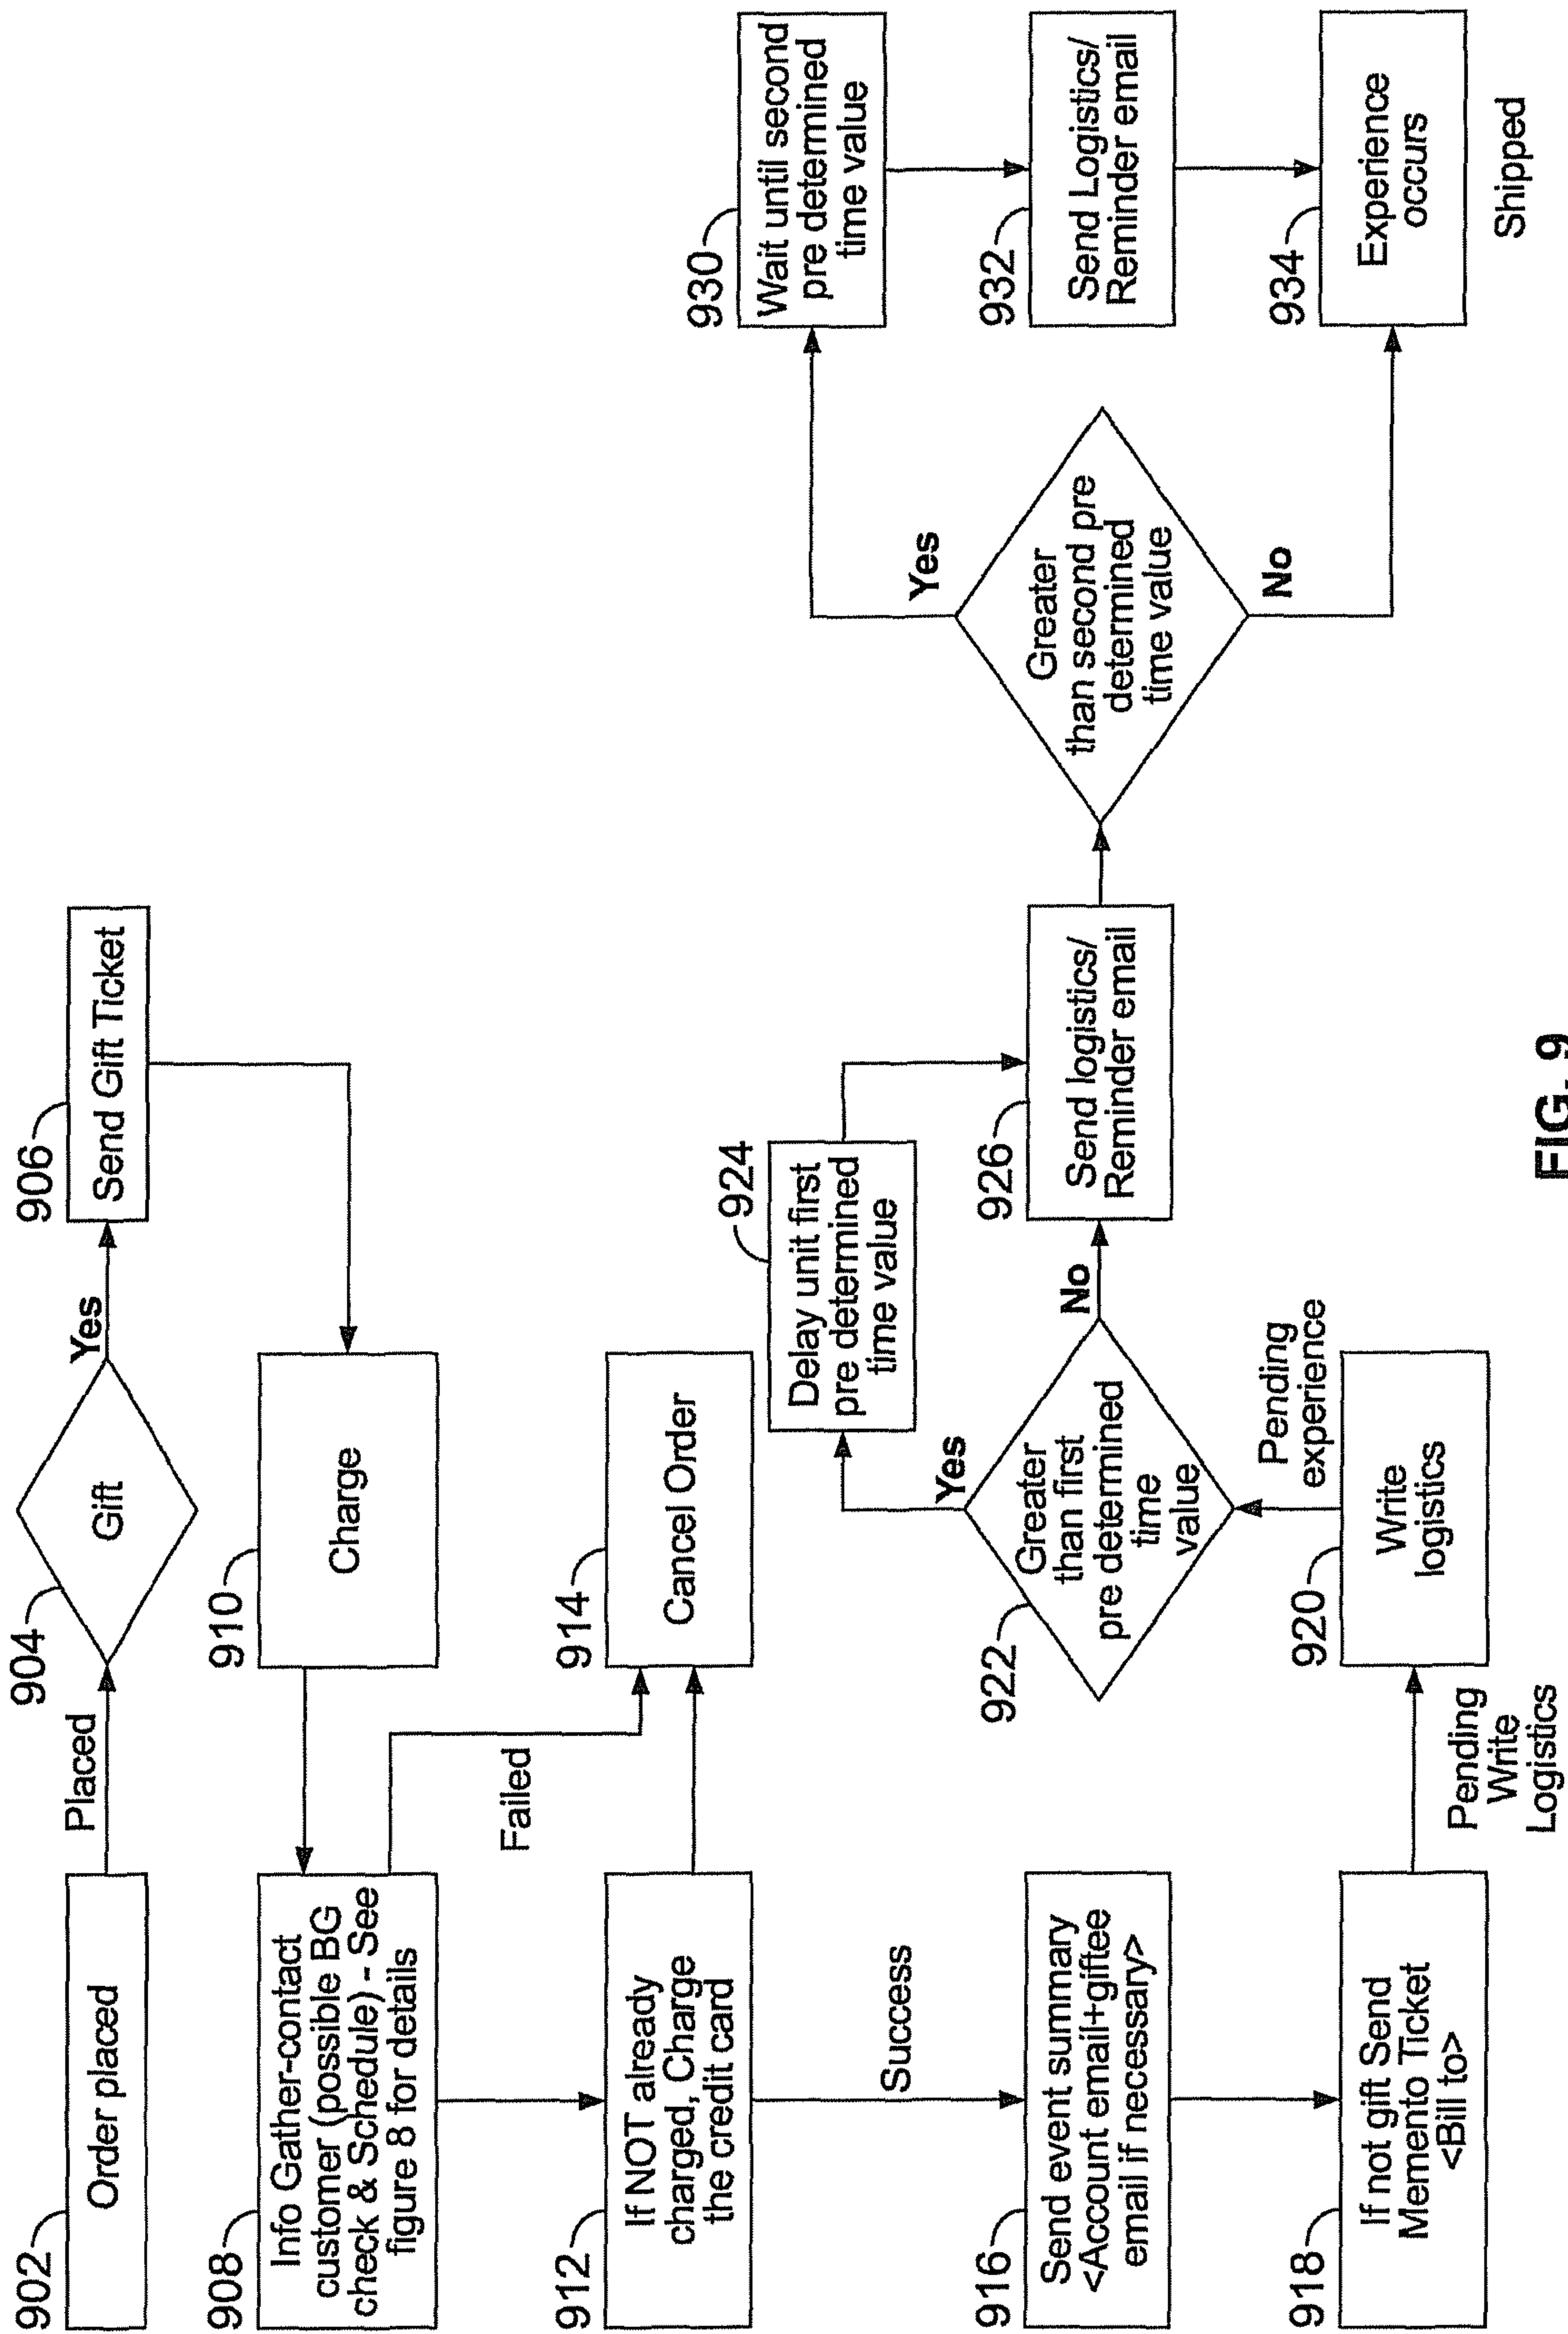 902
Order placed
Placed
904
Gift
Yes
906
Send Gift Ticket
908
Info Gather-contact
customer (possible BG
check & Schedule) - See
figure 8 for details
910
Charge
Failed
912
If NOT already
charged, Charge
the credit card
914
Cancel Order
Success
916
Send event summary
<Account email+giftee
email if necessary>
918
If not gift Send
Memento Ticket
<Bill to>
Pending
Write
Logistics
920
Write
logistics
Pending
experience
922
Greater
than first
pre determined
time
value
Yes
No
924
Delay unit first
pre determined
time value
926
Send logistics/
Reminder email
Greater
than second pre
determined
time value
Yes
No
930
Wait until second
pre determined
time value
932
Send Logistics/
Reminder email
934
Experience
occurs
Shipped
FIG. 9